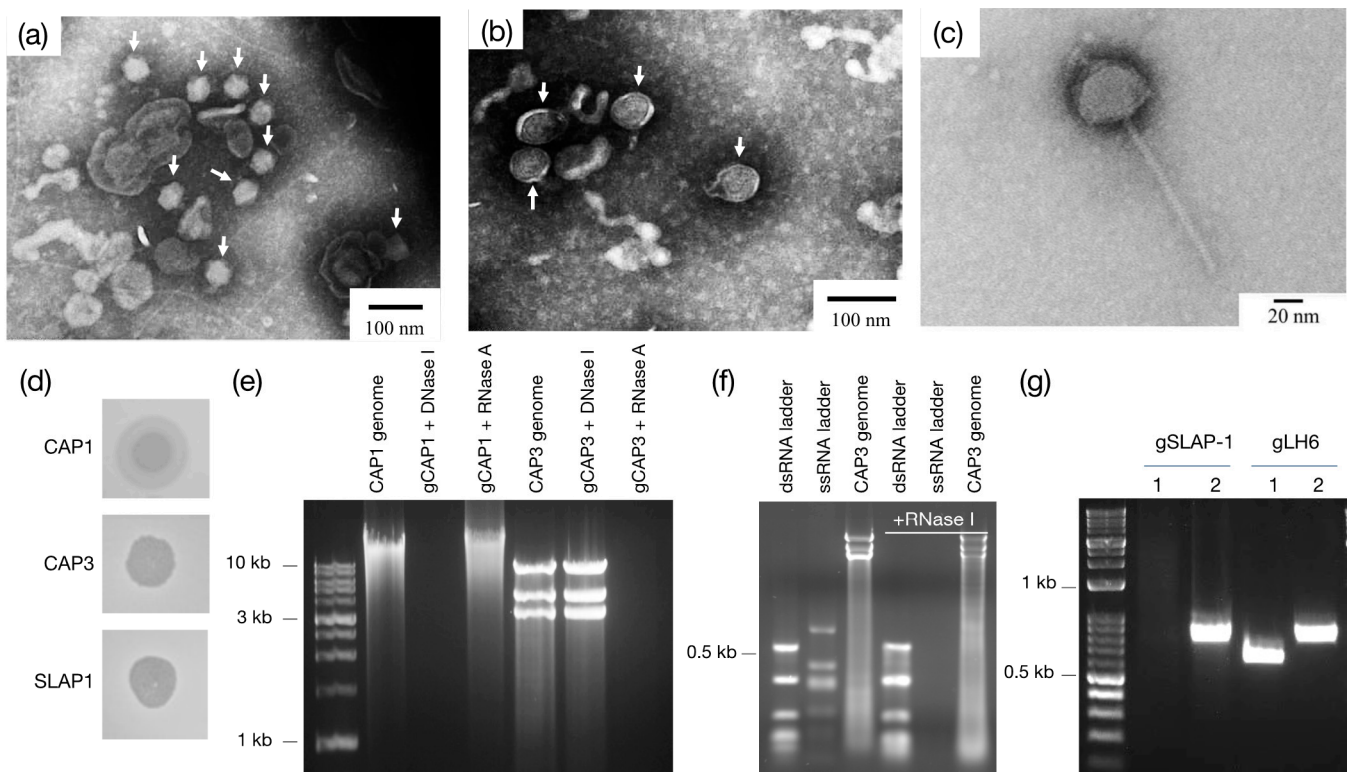 (a)
100 nm
(b)
100 nm
(c)
20 nm
(d)
CAP1
CAP3
SLAP1
(e)
CAP1 genome
gCAP1 + DNase I
gCAP1 + RNase A
CAP3 genome
gCAP3 + DNase I
gCAP3 + RNase A
10 kb
3 kb
1 kb
(f)
dsRNA ladder
ssRNA ladder
CAP3 genome
dsRNA ladder
ssRNA ladder
CAP3 genome
+RNase I
0.5 kb
(g)
gSLAP-1
gLH6
1
2
1
2
1 kb
0.5 kb